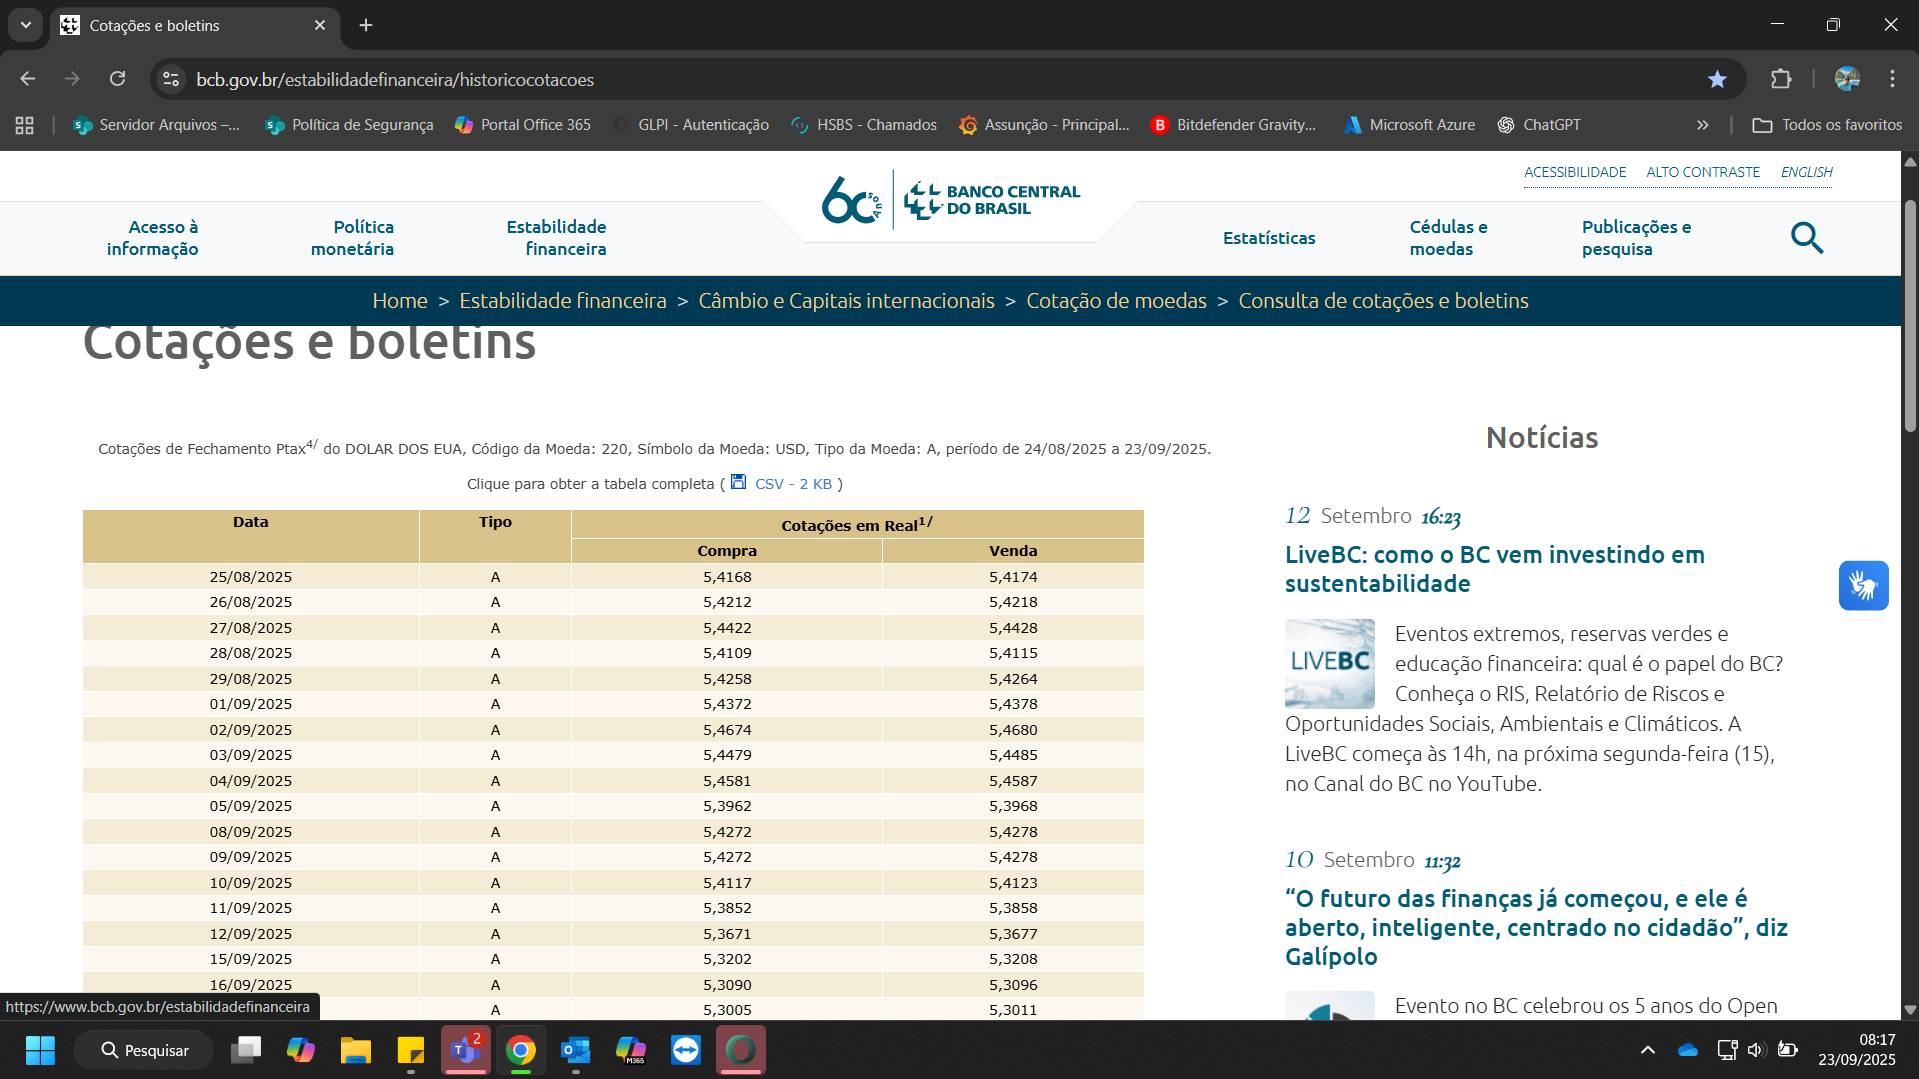 Cotações e boletins
bcb.gov.br/estabilidadefinanceira/historicocotacoes
Servidor Arquivos –... Política de Segurança Portal Office 365 GLPI - Autenticação HSBS - Chamados Assunção - Principal... Bitdefender Gravity... Microsoft Azure ChatGPT » Todos os favoritos
ACESSIBILIDADE ALTO CONTRASTE ENGLISH
60 anos BANCO CENTRAL
DO BRASIL
Acesso à
informação
Política
monetária
Estabilidade
financeira
Estatísticas
Cédulas e
moedas
Publicações e
pesquisa
Home > Estabilidade financeira > Câmbio e Capitais internacionais > Cotação de moedas > Consulta de cotações e boletins
Cotações e boletins
Cotações de Fechamento Ptax4/ do DOLAR DOS EUA, Código da Moeda: 220, Símbolo da Moeda: USD, Tipo da Moeda: A, período de 24/08/2025 a 23/09/2025.
Clique para obter a tabela completa ( CSV - 2 KB )
Data Tipo Cotações em Real1/
Compra Venda
25/08/2025 A 5,4168 5,4174
26/08/2025 A 5,4212 5,4218
27/08/2025 A 5,4422 5,4428
28/08/2025 A 5,4109 5,4115
29/08/2025 A 5,4258 5,4264
01/09/2025 A 5,4372 5,4378
02/09/2025 A 5,4674 5,4680
03/09/2025 A 5,4479 5,4485
04/09/2025 A 5,4581 5,4587
05/09/2025 A 5,3962 5,3968
08/09/2025 A 5,4272 5,4278
09/09/2025 A 5,4272 5,4278
10/09/2025 A 5,4117 5,4123
11/09/2025 A 5,3852 5,3858
12/09/2025 A 5,3671 5,3677
15/09/2025 A 5,3202 5,3208
16/09/2025 A 5,3090 5,3096
A 5,3005 5,3011
Notícias
12 Setembro 16:23
LiveBC: como o BC vem investindo em
sustentabilidade
LIVEBC
Eventos extremos, reservas verdes e
educação financeira: qual é o papel do BC?
Conheça o RIS, Relatório de Riscos e
Oportunidades Sociais, Ambientais e Climáticos. A
LiveBC começa às 14h, na próxima segunda-feira (15),
no Canal do BC no YouTube.
10 Setembro 11:32
“O futuro das finanças já começou, e ele é
aberto, inteligente, centrado no cidadão”, diz
Galípolo
Evento no BC celebrou os 5 anos do Open
https://www.bcb.gov.br/estabilidadefinanceira
Pesquisar
2
M365
08:17
23/09/2025